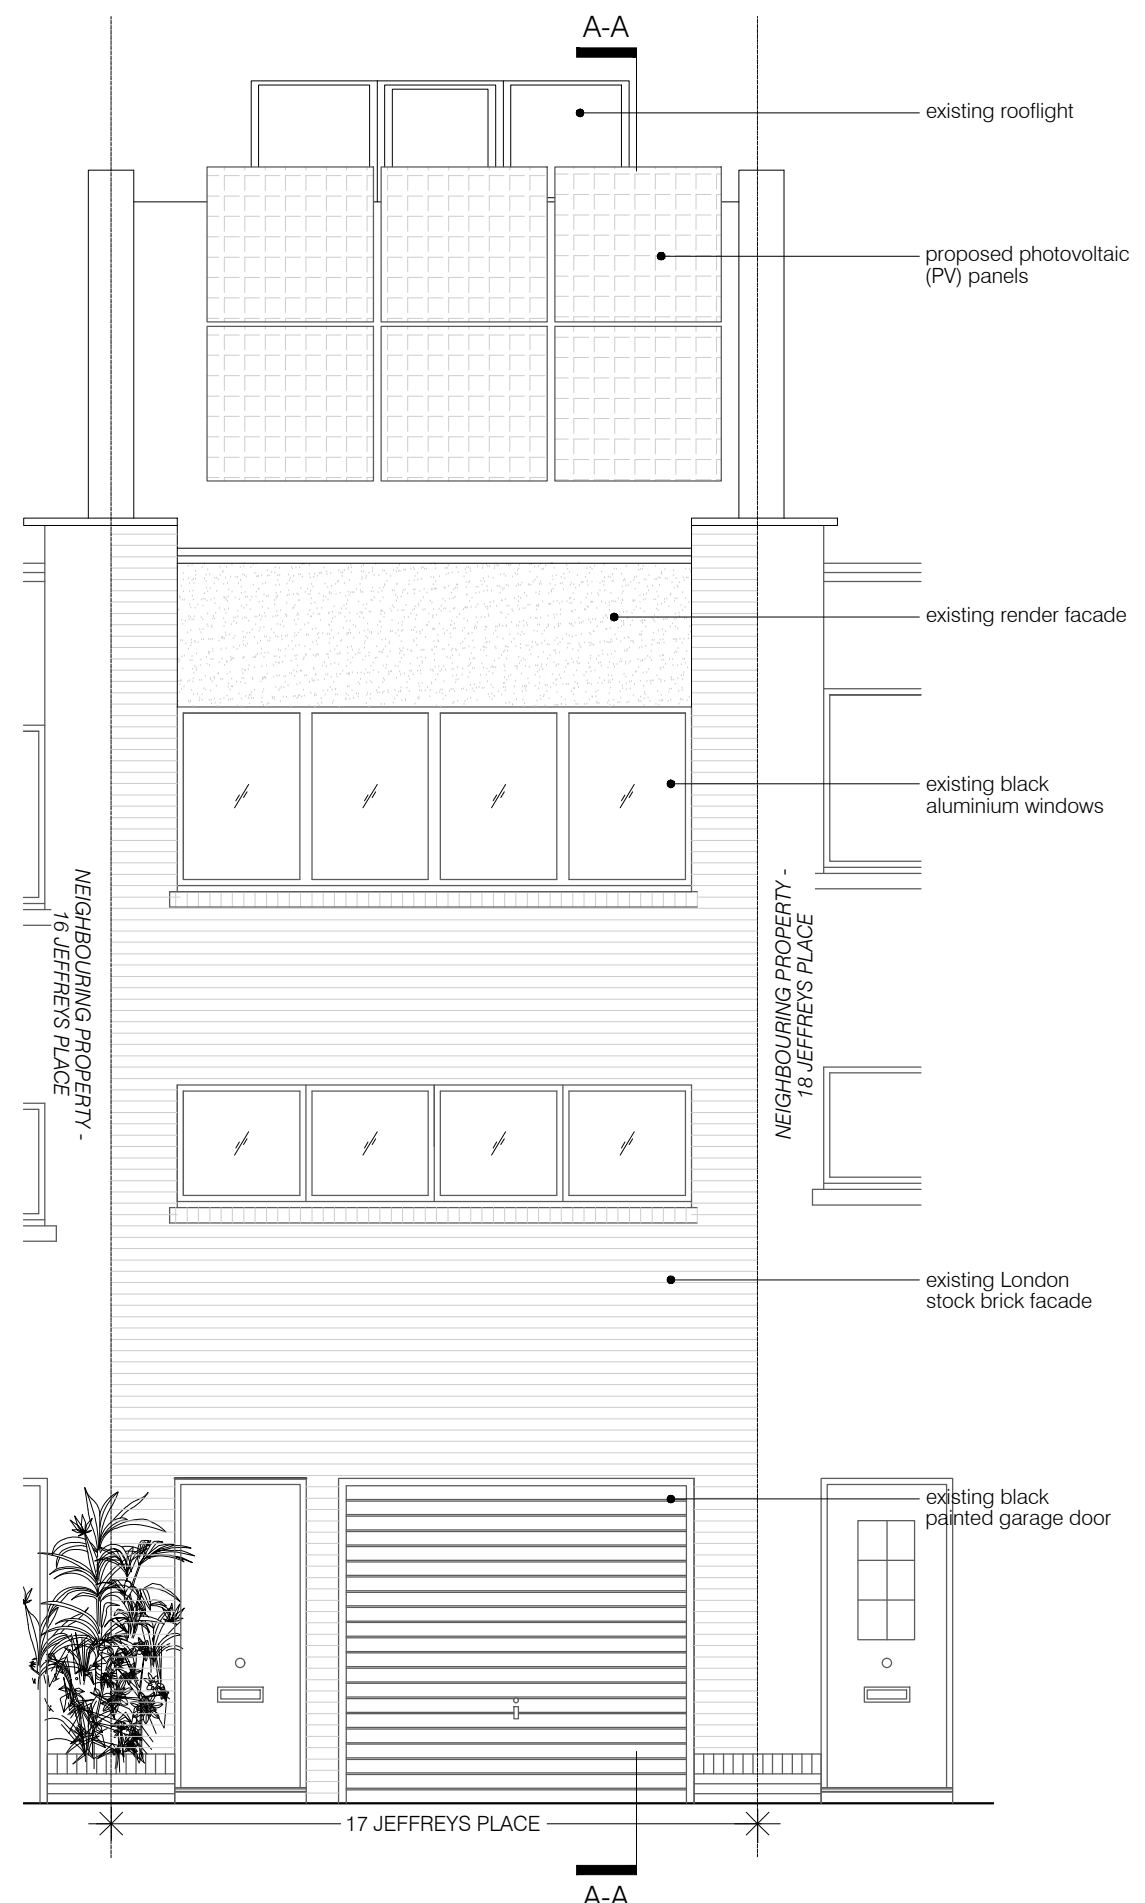 A-A
existing rooflight
proposed photovoltaic
(PV) panels
existing render facade
existing black
aluminium windows
NEIGHBOURING PROPERTY -
16 JEFFREYS PLACE
NEIGHBOURING PROPERTY -
18 JEFFREYS PLACE
existing London
stock brick facade
existing black
painted garage door
17 JEFFREYS PLACE
A-A